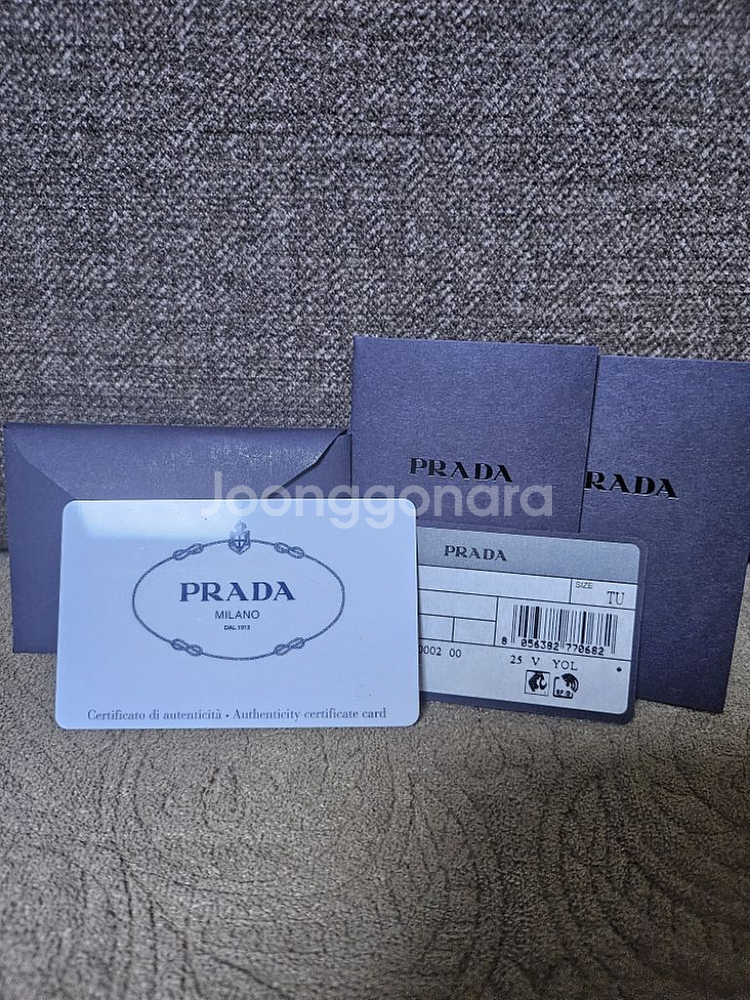 PRADA
RADA
Joonggonara
PRADA
MILANO
DAL 1913
Certificato di autenticità • Authenticity certificate card
PRADA
SIZE
TU
8 056382 770682
0002 00
25 V YOL